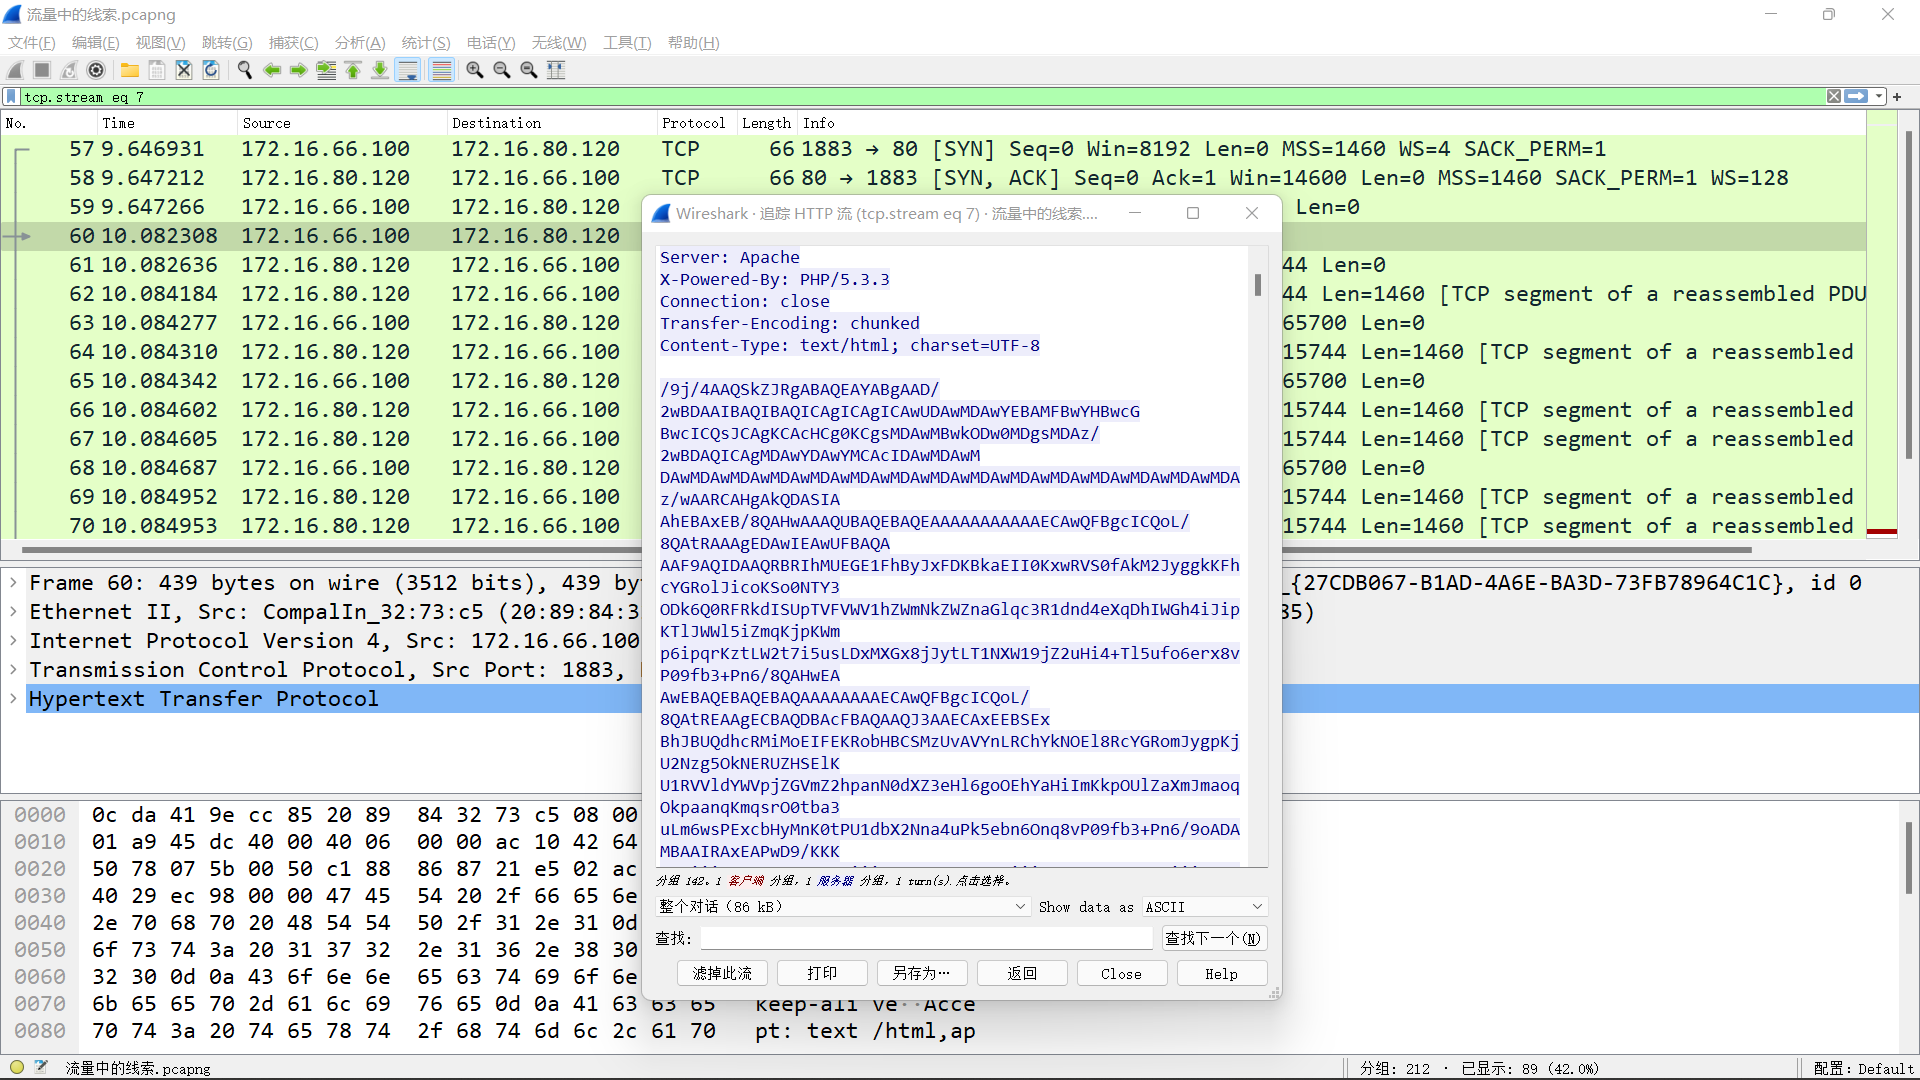 流量中的线索.pcapng
文件(F) 编辑(E) 视图(V) 跳转(G) 捕获(C) 分析(A) 统计(S) 电话(Y) 无线(W) 工具(T) 帮助(H)
tcp.stream eq 7
No. Time Source Destination Protocol Length Info
57 9.646931 172.16.66.100 172.16.80.120 TCP 66 1883 → 80 [SYN] Seq=0 Win=8192 Len=0 MSS=1460 WS=4 SACK_PERM=1
58 9.647212 172.16.80.120 172.16.66.100 TCP 66 80 → 1883 [SYN, ACK] Seq=0 Ack=1 Win=14600 Len=0 MSS=1460 SACK_PERM=1 WS=128
59 9.647266 172.16.66.100 172.16.80.120 Len=0
60 10.082308 172.16.66.100 172.16.80.120
61 10.082636 172.16.80.120 172.16.66.100 44 Len=0
62 10.084184 172.16.80.120 172.16.66.100 44 Len=1460 [TCP segment of a reassembled PDU
63 10.084277 172.16.66.100 172.16.80.120 65700 Len=0
64 10.084310 172.16.80.120 172.16.66.100 15744 Len=1460 [TCP segment of a reassembled
65 10.084342 172.16.66.100 172.16.80.120 65700 Len=0
66 10.084602 172.16.80.120 172.16.66.100 15744 Len=1460 [TCP segment of a reassembled
67 10.084605 172.16.80.120 172.16.66.100 15744 Len=1460 [TCP segment of a reassembled
68 10.084687 172.16.66.100 172.16.80.120 65700 Len=0
69 10.084952 172.16.80.120 172.16.66.100 15744 Len=1460 [TCP segment of a reassembled
70 10.084953 172.16.80.120 172.16.66.100 15744 Len=1460 [TCP segment of a reassembled
Frame 60: 439 bytes on wire (3512 bits), 439 by _{27CDB067-B1AD-4A6E-BA3D-73FB78964C1C}, id 0
Ethernet II, Src: CompalIn_32:73:c5 (20:89:84:3 35)
Internet Protocol Version 4, Src: 172.16.66.100
Transmission Control Protocol, Src Port: 1883,
Hypertext Transfer Protocol
0000 0c da 41 9e cc 85 20 89 84 32 73 c5 08 00
0010 01 a9 45 dc 40 00 40 06 00 00 ac 10 42 64
0020 50 78 07 5b 00 50 c1 88 86 87 21 e5 02 ac
0030 40 29 ec 98 00 00 47 45 54 20 2f 66 65 6e
0040 2e 70 68 70 20 48 54 54 50 2f 31 2e 31 0d
0050 6f 73 74 3a 20 31 37 32 2e 31 36 2e 38 30
0060 32 30 0d 0a 43 6f 6e 6e 65 63 74 69 6f 6e
0070 6b 65 65 70 2d 61 6c 69 76 65 0d 0a 41 63 63 65 keep-ali ve··Acce
0080 70 74 3a 20 74 65 78 74 2f 68 74 6d 6c 2c 61 70 pt: text /html,ap
Wireshark · 追踪 HTTP 流 (tcp.stream eq 7) · 流量中的线索....
Server: Apache
X-Powered-By: PHP/5.3.3
Connection: close
Transfer-Encoding: chunked
Content-Type: text/html; charset=UTF-8
/9j/4AAQSkZJRgABAQEAYABgAAD/
2wBDAAIBAQIBAQICAgICAgICAwUDAwMDAwYEBAMFBwYHBwcG
BwcICQsJCAgKCAcHCg0KCgsMDAwMBwkODw0MDgsMDAz/
2wBDAQICAgMDAwYDAwYMCAcIDAwMDAwM
DAwMDAwMDAwMDAwMDAwMDAwMDAwMDAwMDAwMDAwMDAwMDAwMDAwMDAwMDA
z/wAARCAHgAkQDASIA
AhEBAxEB/8QAHwAAAQUBAQEBAQEAAAAAAAAAAAECAwQFBgcICQoL/
8QAtRAAAgEDAwIEAwUFBAQA
AAF9AQIDAAQRBRIhMUEGE1FhByJxFDKBkaEII0KxwRVS0fAkM2JyggkKFh
cYGRolJicoKSo0NTY3
ODk6Q0RFRkdISUpTVFVWV1hZWmNkZWZnaGlqc3R1dnd4eXqDhIWGh4iJip
KTlJWWl5iZmqKjpKWm
p6ipqrKztLW2t7i5usLDxMXGx8jJytLT1NXW19jZ2uHi4+Tl5ufo6erx8v
P09fb3+Pn6/8QAHwEA
AwEBAQEBAQEBAQAAAAAAAAECAwQFBgcICQoL/
8QAtREAAgECBAQDBAcFBAQAAQJ3AAECAxEEBSEx
BhJBUQdhcRMiMoEIFEKRobHBCSMzUvAVYnLRChYkNOEl8RcYGRomJygpKj
U2Nzg5OkNERUZHSElK
U1RVVldYWVpjZGVmZ2hpanN0dXZ3eHl6goOEhYaHiImKkpOUlZaXmJmaoq
OkpaanqKmqsrO0tba3
uLm6wsPExcbHyMnK0tPU1dbX2Nna4uPk5ebn6Onq8vP09fb3+Pn6/9oADA
MBAAIRAxEAPwD9/KKK
分组 142。1 客户端 分组, 1 服务器 分组, 1 turn(s).点击选择。
整个对话 (86 kB) Show data as ASCII
查找: 查找下一个(N)
滤掉此流 打印 另存为… 返回 Close Help
流量中的线索.pcapng 分组: 212 · 已显示: 89 (42.0%) 配置: Default